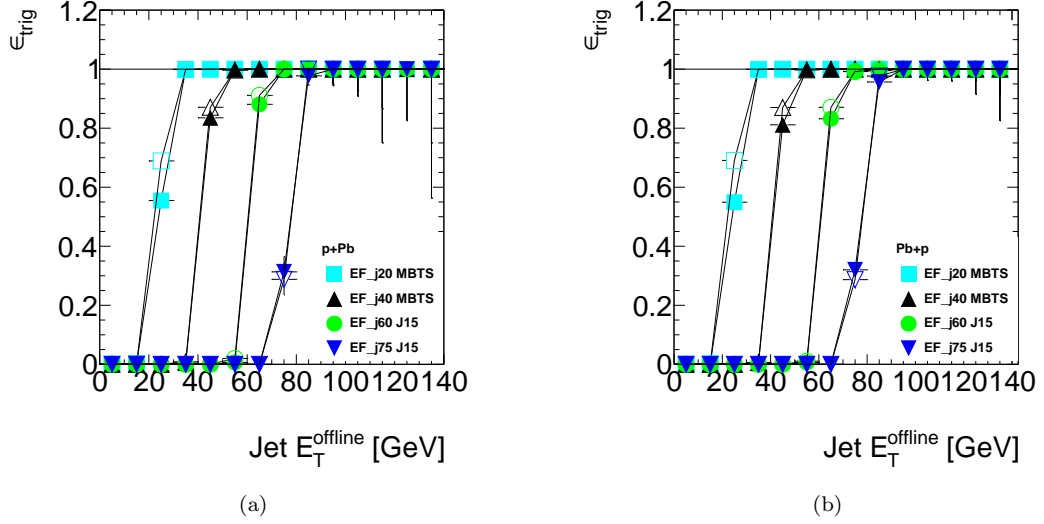 1.2
1
0.8
0.6
0.4
0.2
0
ϵtrig
p+Pb
EF_j20 MBTS
EF_j40 MBTS
EF_j60 J15
EF_j75 J15
0 20 40 60 80 100 120 140
Jet E_T^offline [GeV]
(a)
1.2
1
0.8
0.6
0.4
0.2
0
ϵtrig
Pb+p
EF_j20 MBTS
EF_j40 MBTS
EF_j60 J15
EF_j75 J15
0 20 40 60 80 100 120 140
Jet E_T^offline [GeV]
(b)